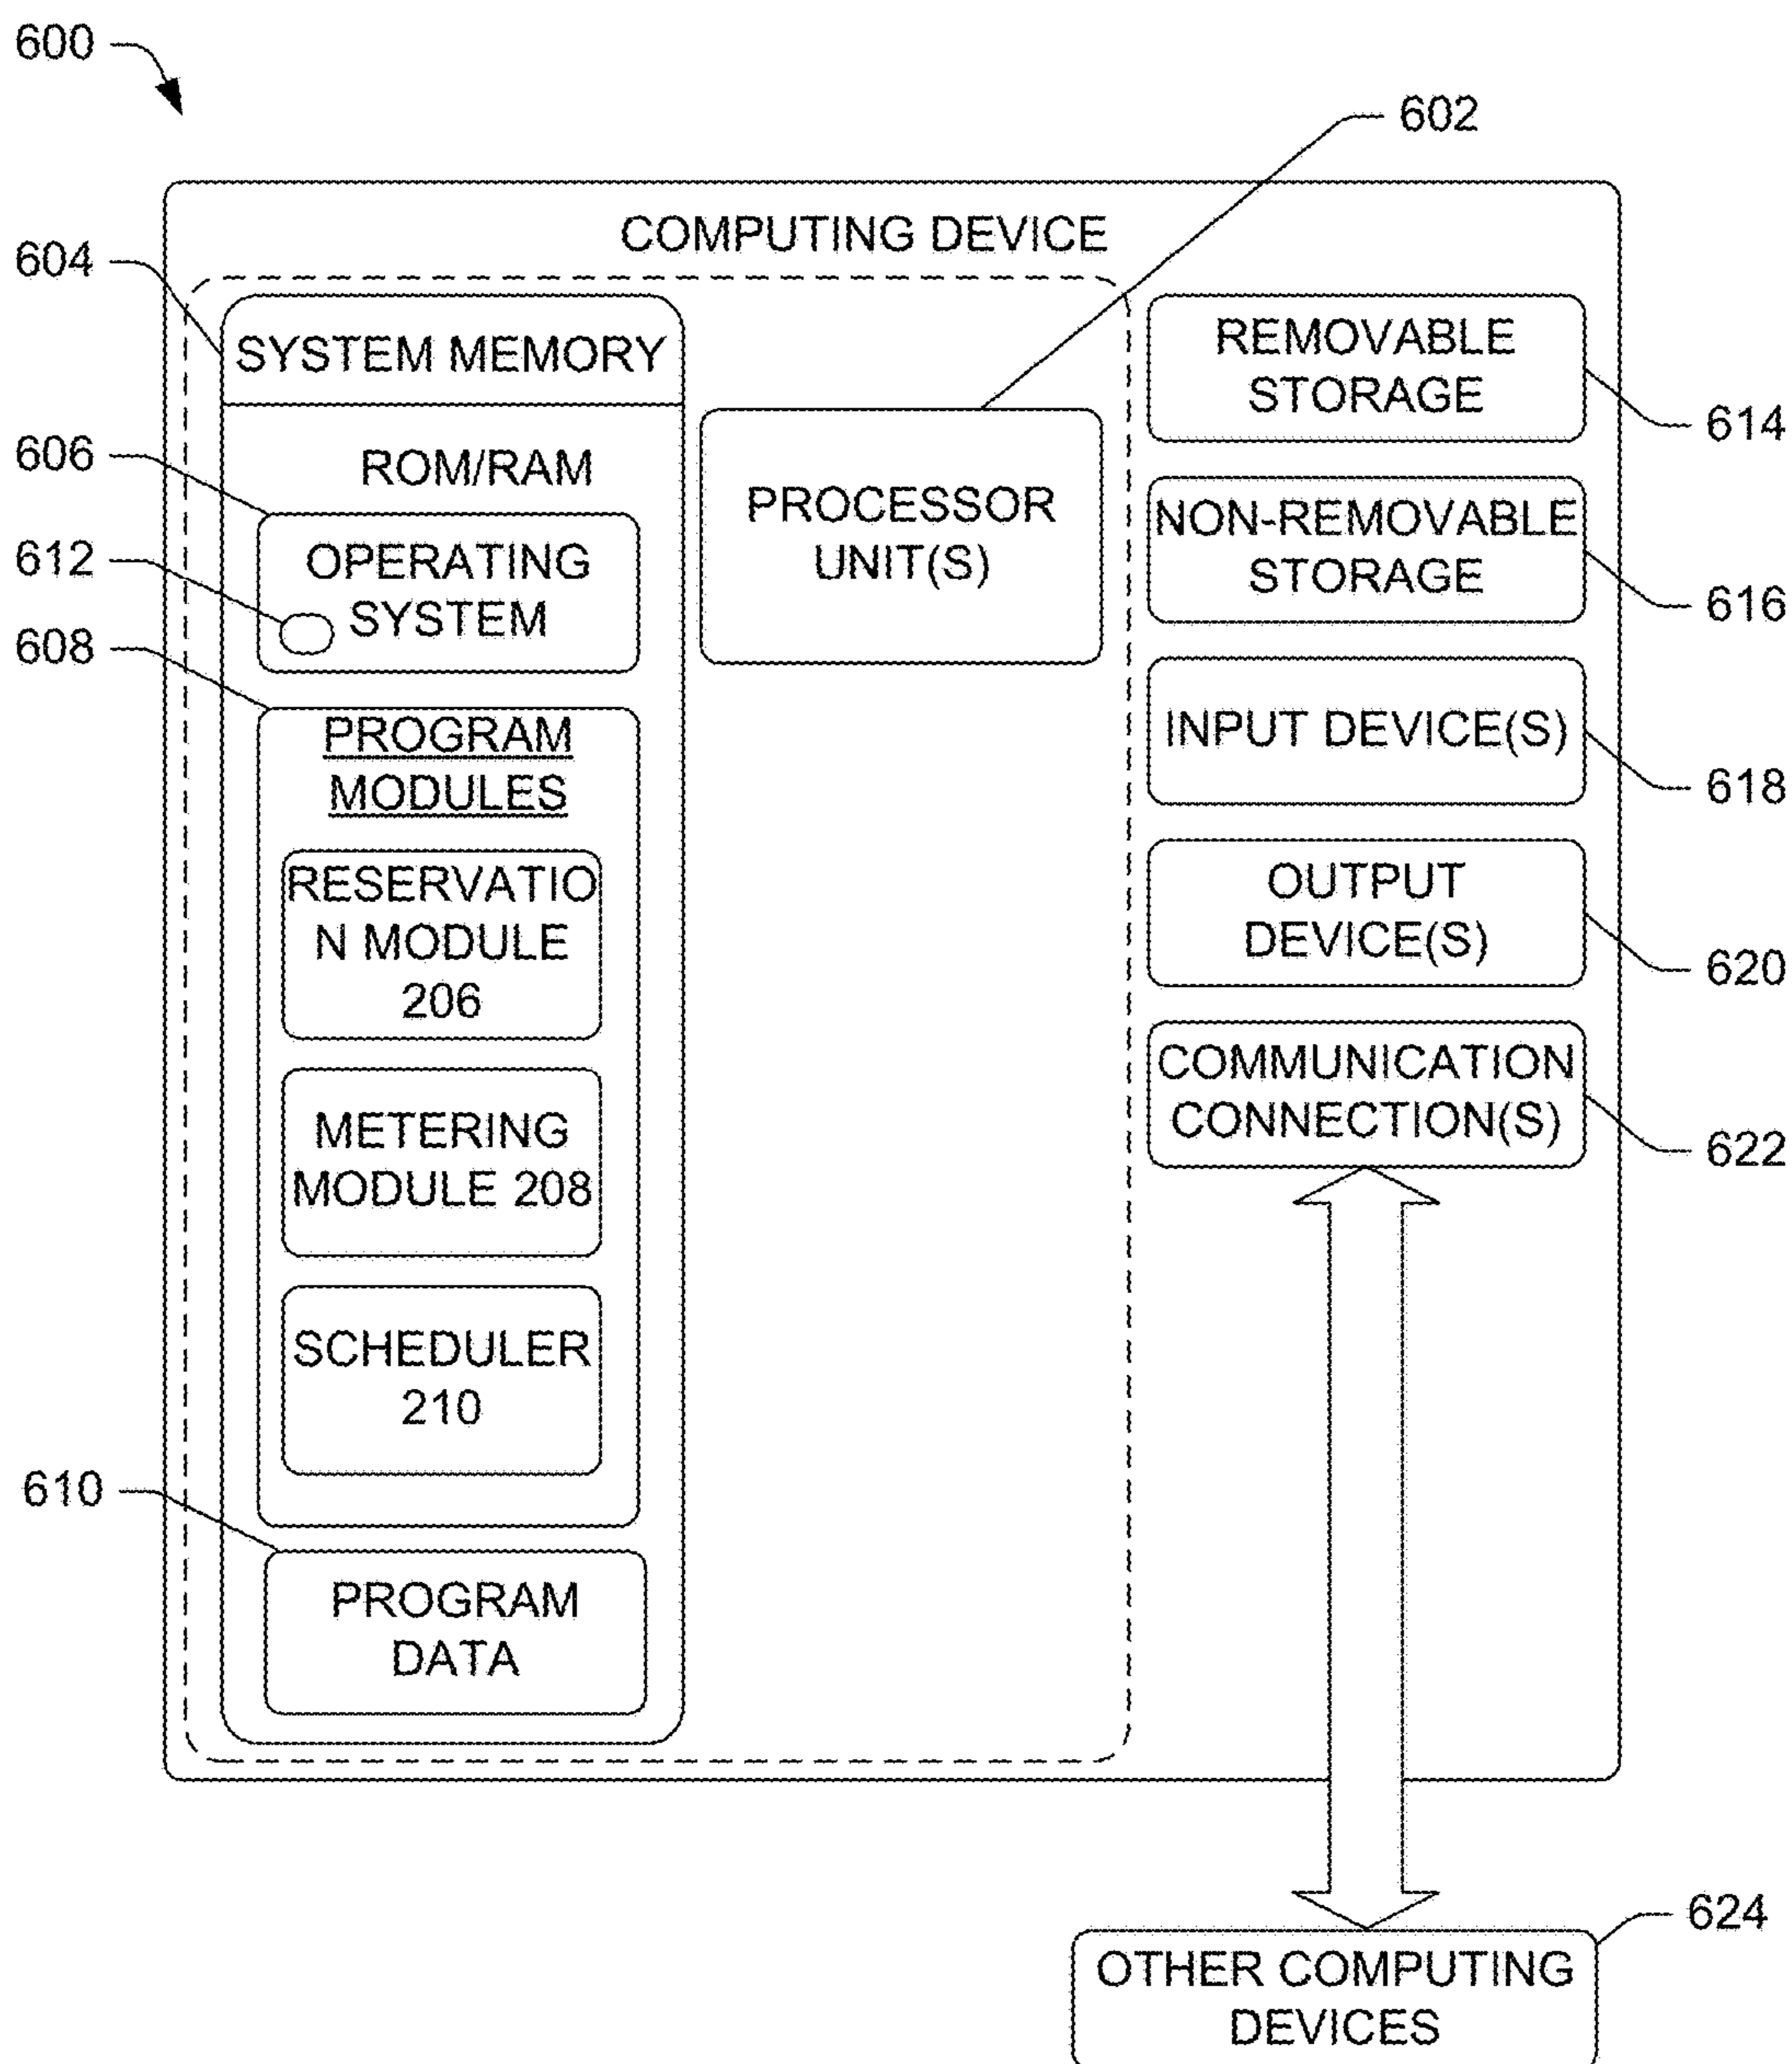 600
602
COMPUTING DEVICE
604
SYSTEM MEMORY
ROM/RAM
606
OPERATING
SYSTEM
612
608
PROGRAM
MODULES
RESERVATIO
N MODULE
206
METERING
MODULE 208
SCHEDULER
210
610
PROGRAM
DATA
PROCESSOR
UNIT(S)
REMOVABLE
STORAGE
614
NON-REMOVABLE
STORAGE
616
INPUT DEVICE(S)
618
OUTPUT
DEVICE(S)
620
COMMUNICATION
CONNECTION(S)
622
624
OTHER COMPUTING
DEVICES